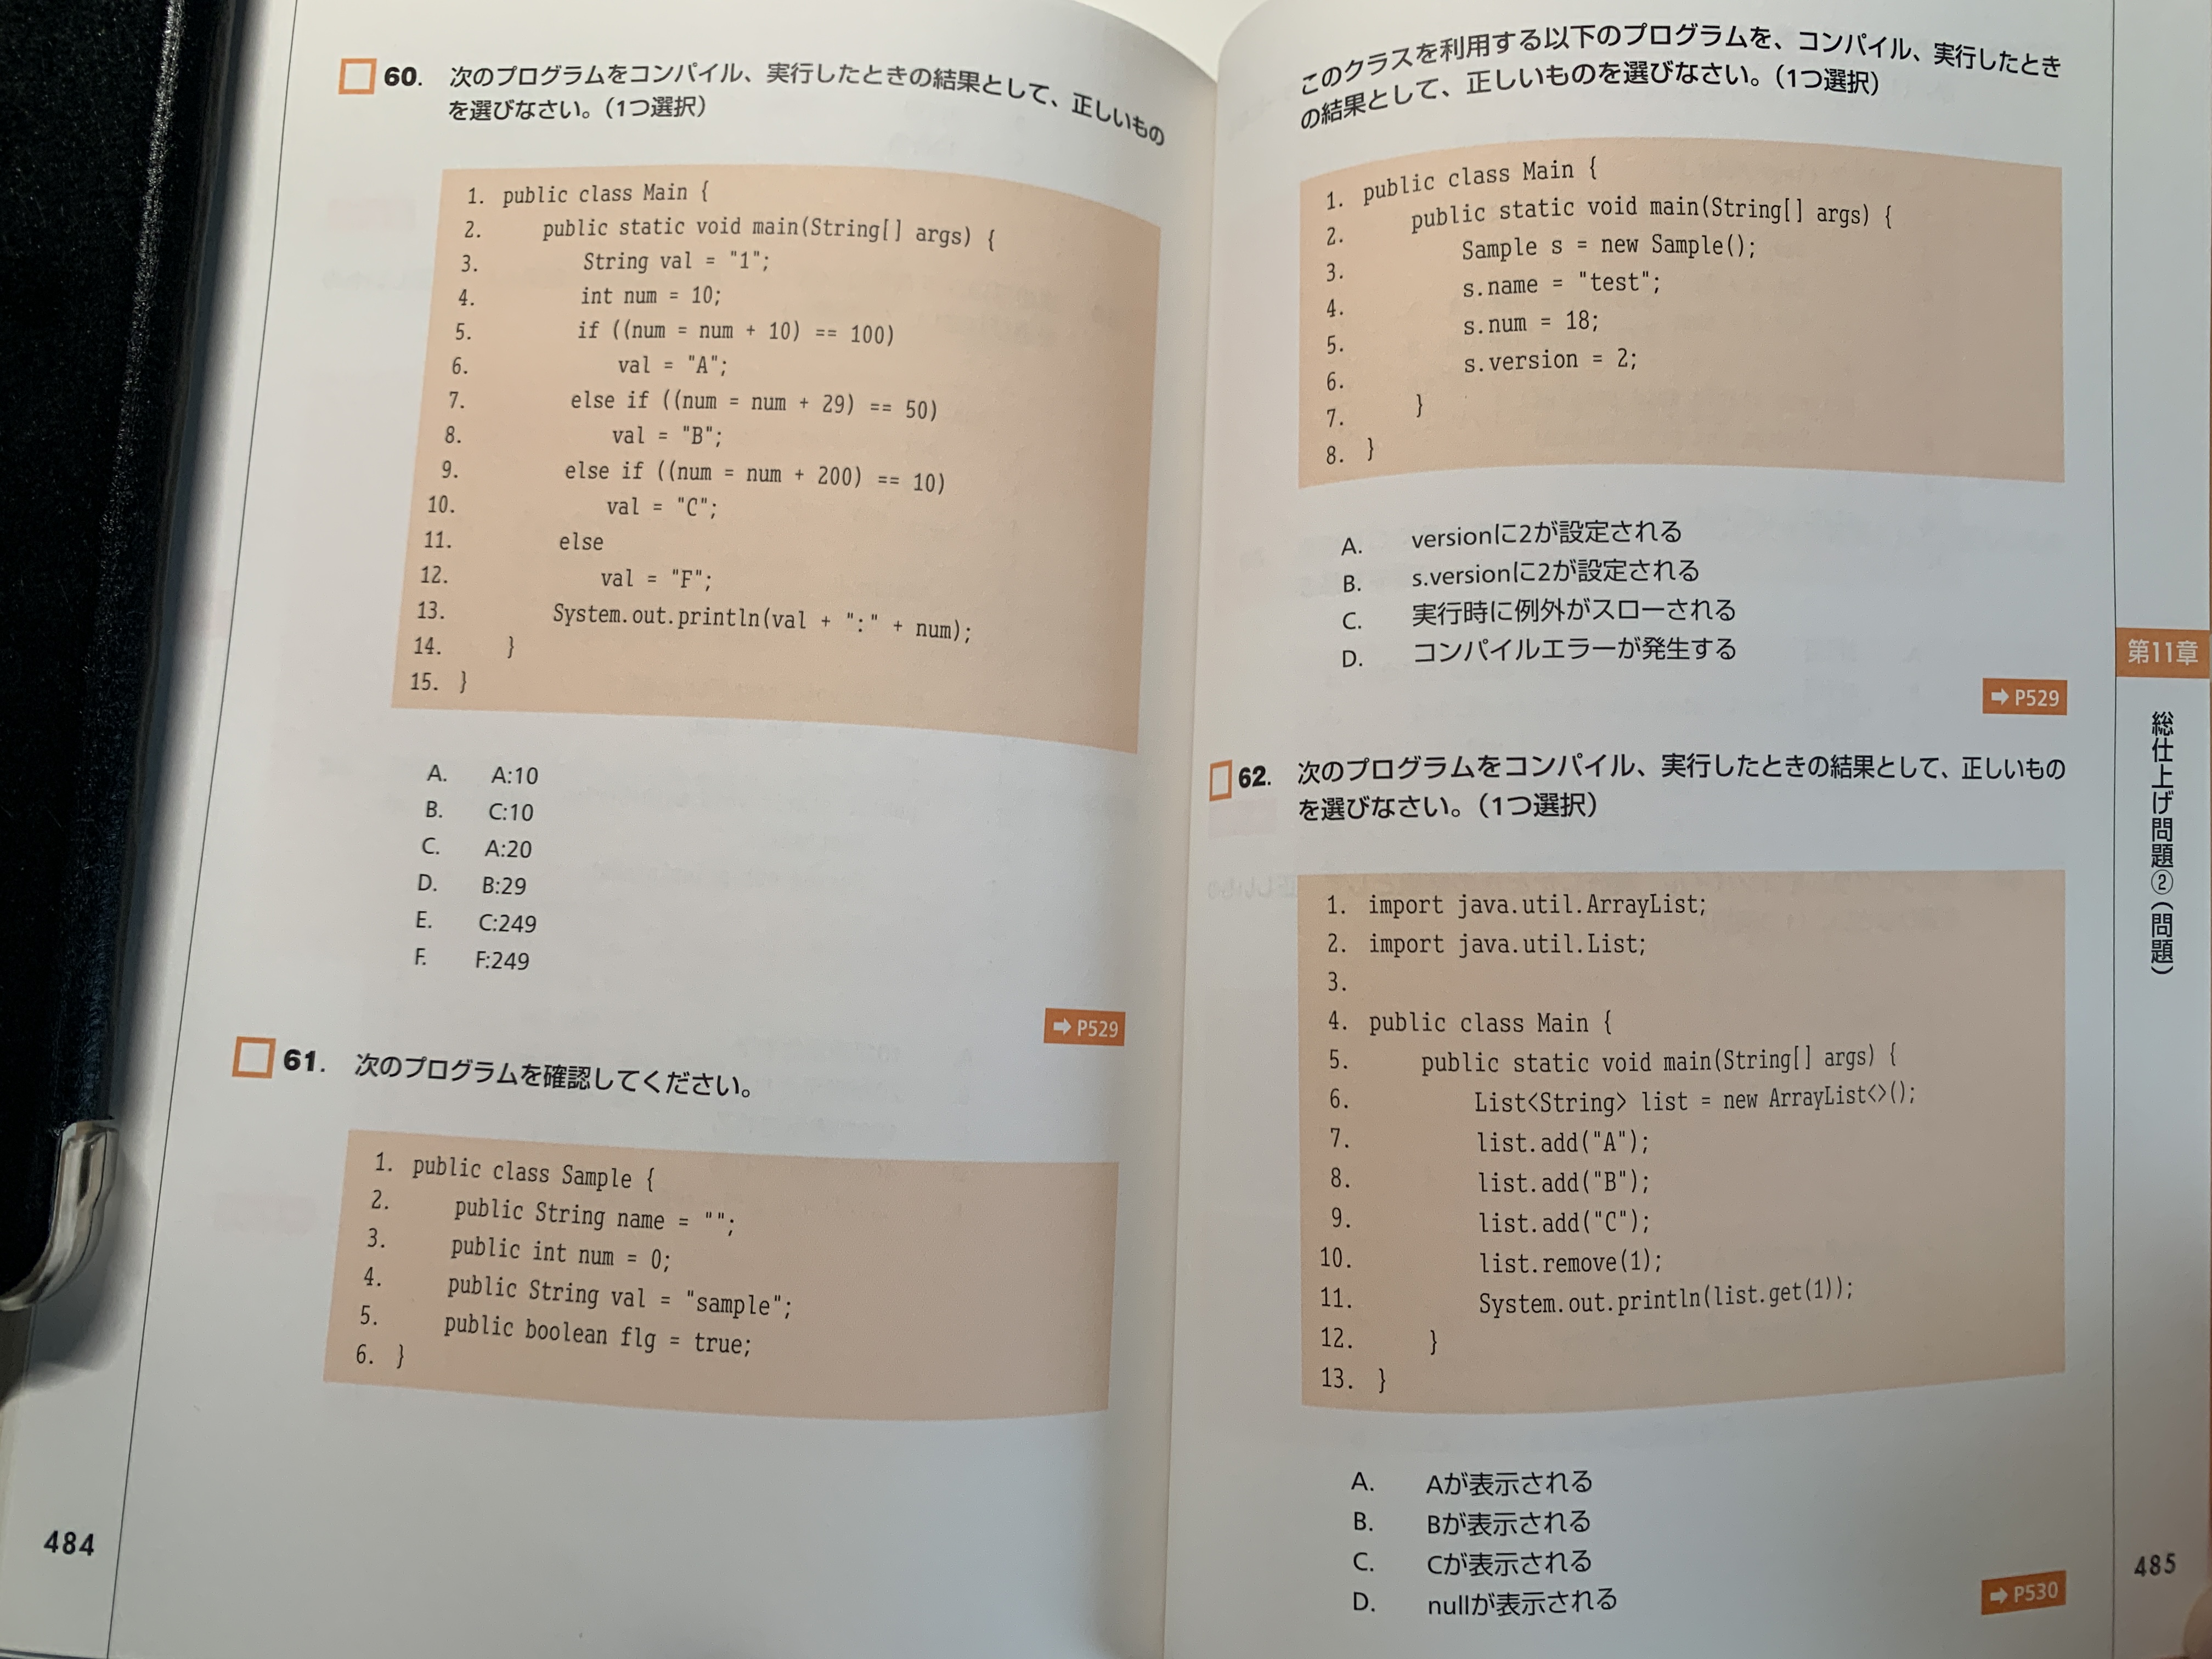 60. 次のプログラムをコンパイル、実行したときの結果として、正しいもの
を選びなさい。（1つ選択）
1. public class Main {
2. public static void main(String[] args) {
3. String val = "1";
4. int num = 10;
5. if ((num = num + 10) == 100)
6. val = "A";
7. else if ((num = num + 29) == 50)
8. val = "B";
9. else if ((num = num + 200) == 10)
10. val = "C";
11. else
12. val = "F";
13. System.out.println(val + ":" + num);
14. }
15. }
A. A:10
B. C:10
C. A:20
D. B:29
E. C:249
F. F:249
➡ P529
61. 次のプログラムを確認してください。
1. public class Sample {
2. public String name = "";
3. public int num = 0;
4. public String val = "sample";
5. public boolean flg = true;
6. }
484
このクラスを利用する以下のプログラムを、コンパイル、実行したとき
の結果として、正しいものを選びなさい。（1つ選択）
1. public class Main {
2. public static void main(String[] args) {
3. Sample s = new Sample();
4. s.name = "test";
5. s.num = 18;
6. s.version = 2;
7. }
8. }
A. versionに2が設定される
B. s.versionに2が設定される
C. 実行時に例外がスローされる
D. コンパイルエラーが発生する
➡ P529
62. 次のプログラムをコンパイル、実行したときの結果として、正しいもの
を選びなさい。（1つ選択）
1. import java.util.ArrayList;
2. import java.util.List;
3.
4. public class Main {
5. public static void main(String[] args) {
6. List<String> list = new ArrayList<>();
7. list.add("A");
8. list.add("B");
9. list.add("C");
10. list.remove(1);
11. System.out.println(list.get(1));
12. }
13. }
A. Aが表示される
B. Bが表示される
C. Cが表示される
D. nullが表示される
➡ P530
第11章
総仕上げ問題②（問題）
485